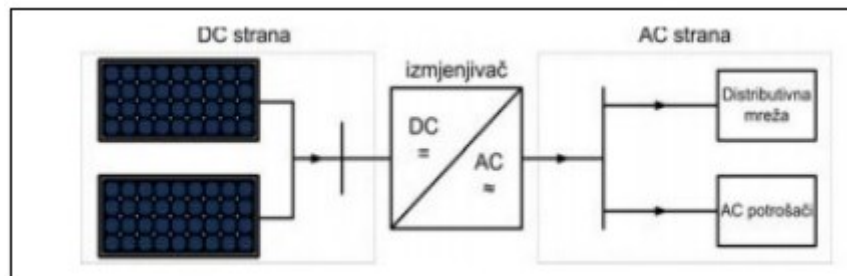 DC strana
AC strana
izmjenjivač
DC
=
AC
≈
Distributivna
mreža
AC potrošači